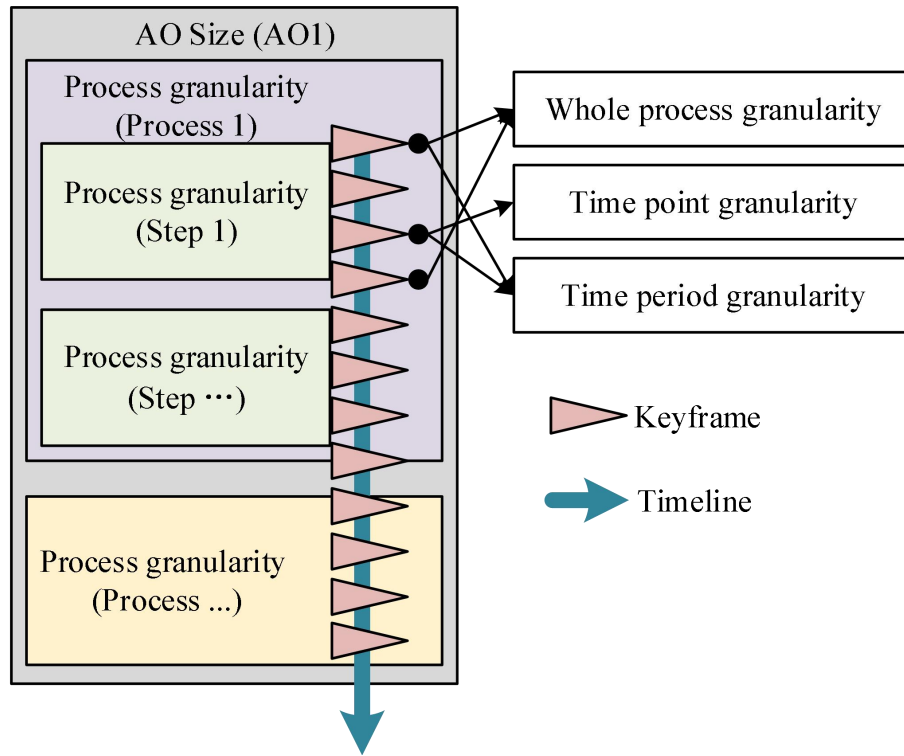 AO Size (AO1)
Process granularity
(Process 1)
Process granularity
(Step 1)
Process granularity
(Step ···)
Process granularity
(Process ...)
Whole process granularity
Time point granularity
Time period granularity
Keyframe
Timeline